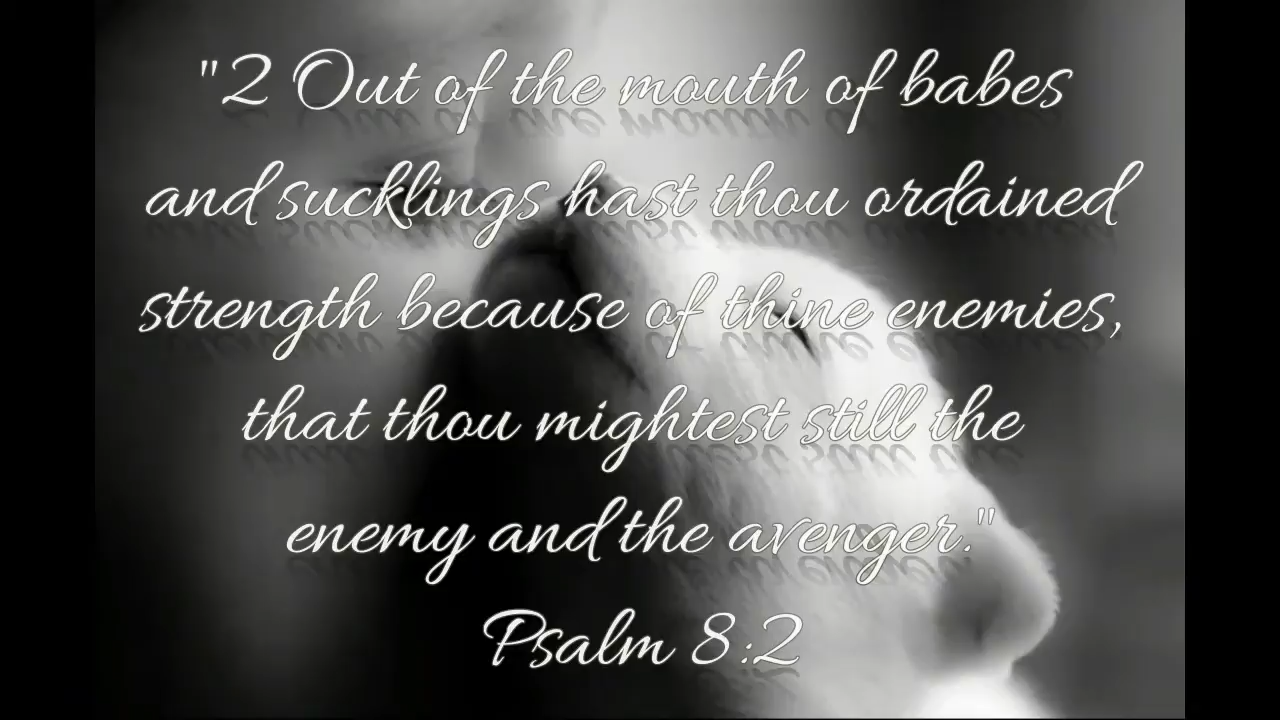 "2 Out of the mouth of babes
and sucklings hast thou ordained
strength because of thine enemies,
that thou mightest still the
enemy and the avenger."
Psalm 8:2